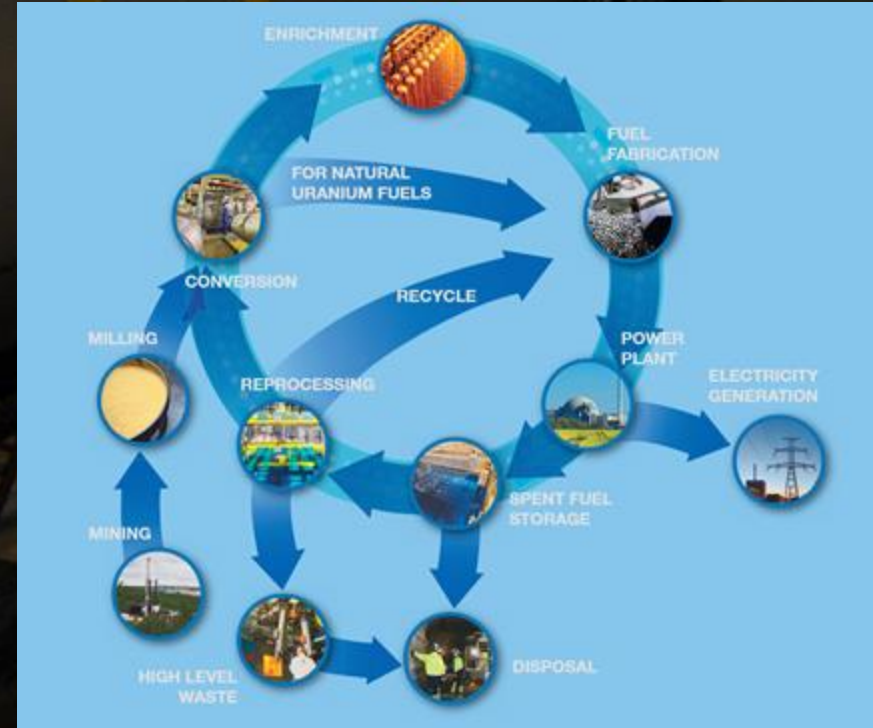 ENRICHMENT
FUEL
FABRICATION
FOR NATURAL
URANIUM FUELS
CONVERSION
RECYCLE
MILLING
POWER
PLANT
REPROCESSING
ELECTRICITY
GENERATION
SPENT FUEL
STORAGE
MINING
HIGH LEVEL
WASTE
DISPOSAL